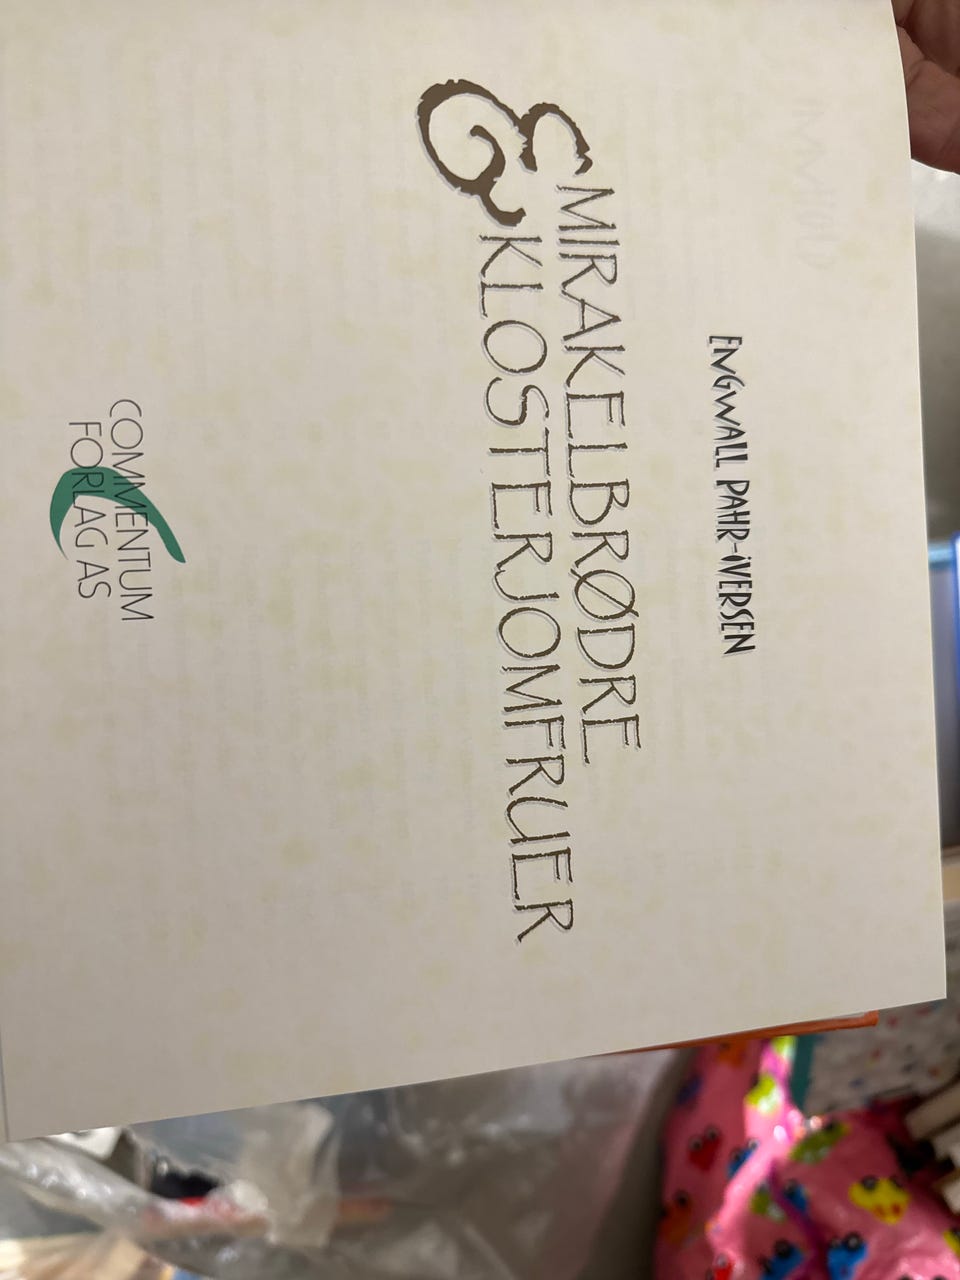 ENGWALL PAHR-IVERSEN
MIRAKELBRØDRE
& KLOSTERJOMFRUER
COMMENTUM
FORLAG AS